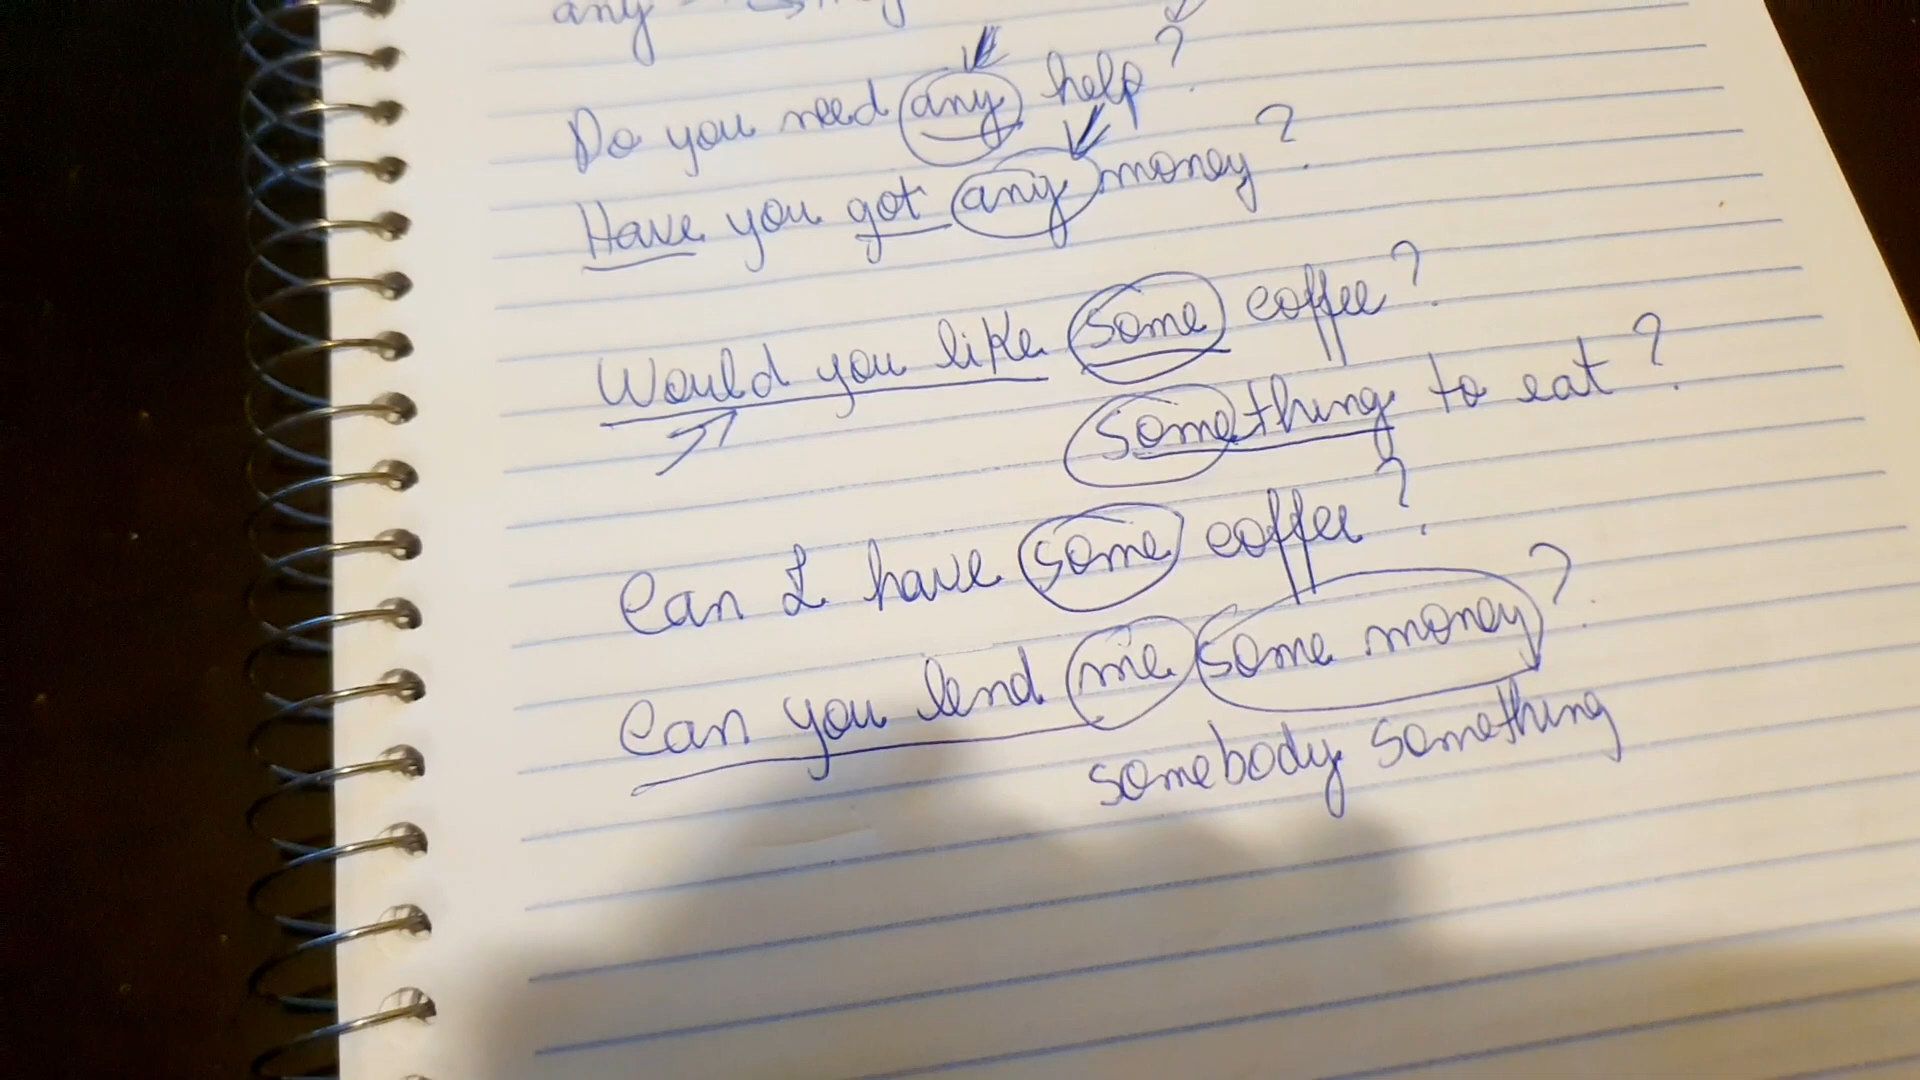 any
Do you need any help?
Have you got any money?
Would you like some coffee?
something to eat?
Can I have some coffee?
Can you lend me some money?
somebody something